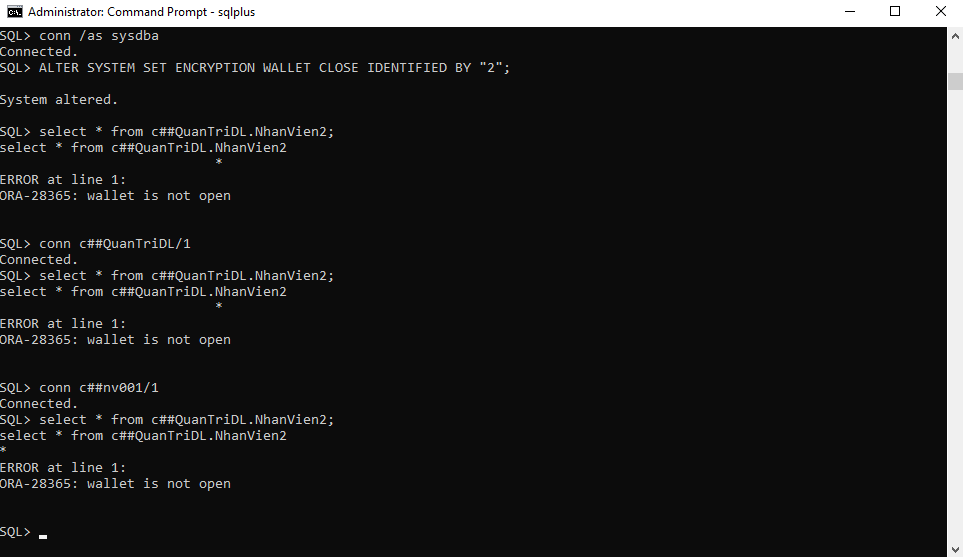 Administrator: Command Prompt - sqlplus
SQL> conn /as sysdba
Connected.
SQL> ALTER SYSTEM SET ENCRYPTION WALLET CLOSE IDENTIFIED BY "2";
System altered.
SQL> select * from c##QuanTriDL.NhanVien2;
select * from c##QuanTriDL.NhanVien2
*
ERROR at line 1:
ORA-28365: wallet is not open
SQL> conn c##QuanTriDL/1
Connected.
SQL> select * from c##QuanTriDL.NhanVien2;
select * from c##QuanTriDL.NhanVien2
*
ERROR at line 1:
ORA-28365: wallet is not open
SQL> conn c##nv001/1
Connected.
SQL> select * from c##QuanTriDL.NhanVien2;
select * from c##QuanTriDL.NhanVien2
*
ERROR at line 1:
ORA-28365: wallet is not open
SQL>